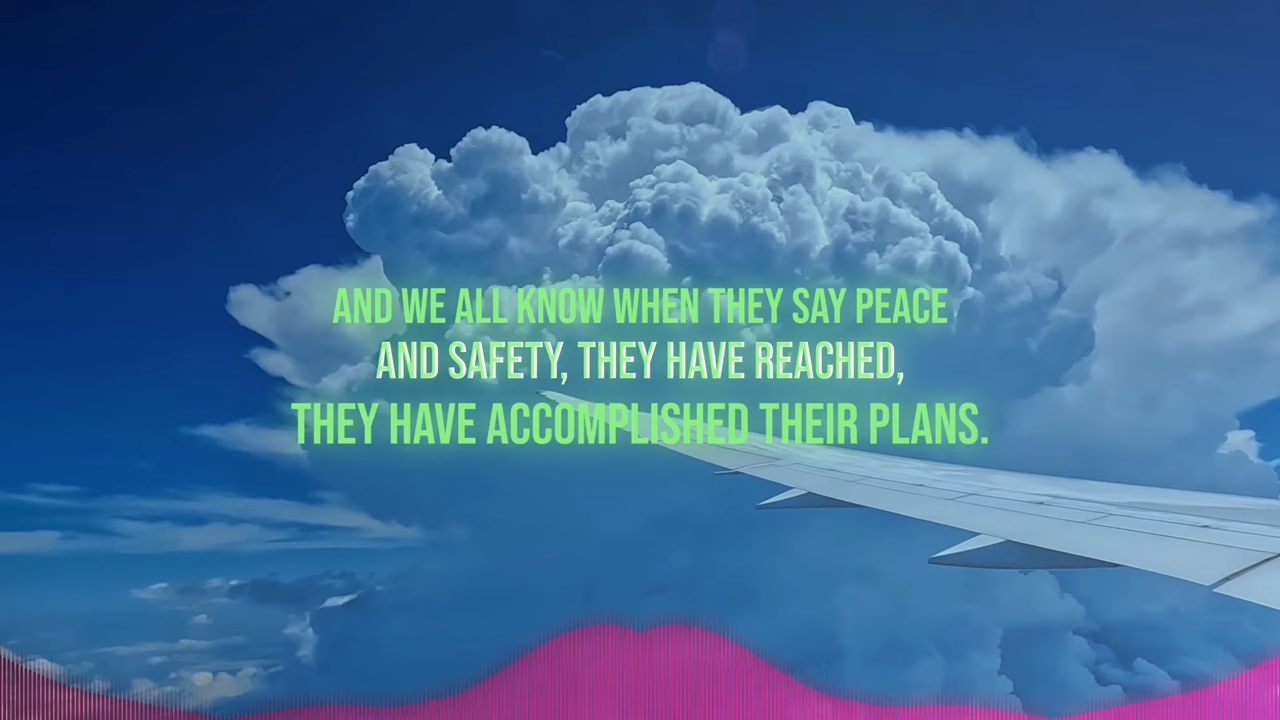 AND WE ALL KNOW WHEN THEY SAY PEACE
AND SAFETY, THEY HAVE REACHED,
THEY HAVE ACCOMPLISHED THEIR PLANS.